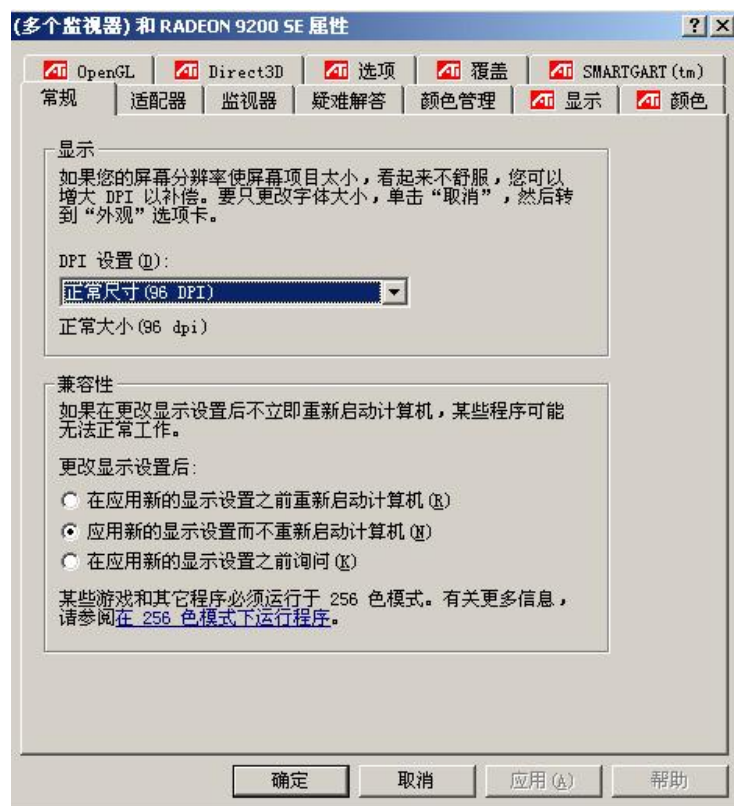 (多个监视器) 和 RADEON 9200 SE 属性
ATI OpenGL ATI Direct3D ATI 选项 ATI 覆盖 ATI SMARTGART(tm)
常规 适配器 监视器 疑难解答 颜色管理 ATI 显示 ATI 颜色
显示
如果您的屏幕分辨率使屏幕项目太小，看起来不舒服，您可以
增大 DPI 以补偿。要只更改字体大小，单击“取消”，然后转
到“外观”选项卡。
DPI 设置(D):
正常尺寸(96 DPI)
正常大小(96 dpi)
兼容性
如果在更改显示设置后不立即重新启动计算机，某些程序可能
无法正常工作。
更改显示设置后:
在应用新的显示设置之前重新启动计算机(R)
应用新的显示设置而不重新启动计算机(N)
在应用新的显示设置之前询问(K)
某些游戏和其它程序必须运行于 256 色模式。有关更多信息，
请参阅在 256 色模式下运行程序。
确定 取消 应用(A) 帮助